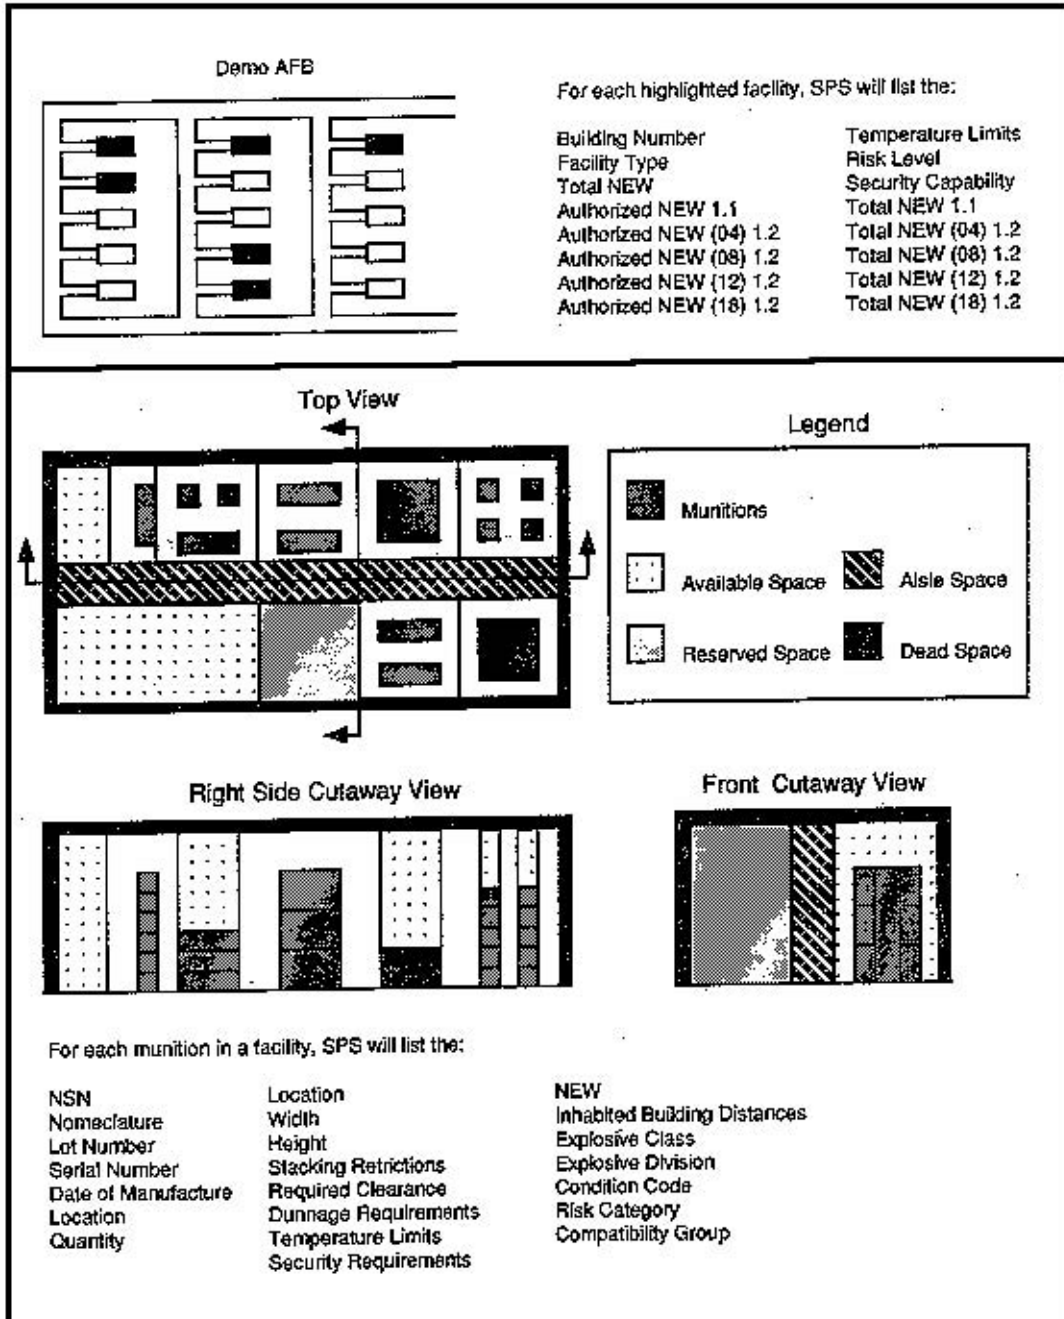 Demo AFB
For each highlighted facility, SPS will list the:
Building Number
Facility Type
Total NEW
Authorized NEW 1.1
Authorized NEW (04) 1.2
Authorized NEW (08) 1.2
Authorized NEW (12) 1.2
Authorized NEW (18) 1.2
Temperature Limits
Risk Level
Security Capability
Total NEW 1.1
Total NEW (04) 1.2
Total NEW (08) 1.2
Total NEW (12) 1.2
Total NEW (18) 1.2
Top View
Legend
Munitions
Available Space
Aisle Space
Reserved Space
Dead Space
Right Side Cutaway View
Front Cutaway View
For each munition in a facility, SPS will list the:
NSN
Nomeclature
Lot Number
Serial Number
Date of Manufacture
Location
Quantity
Location
Width
Height
Stacking Retrictions
Required Clearance
Dunnage Requirements
Temperature Limits
Security Requirements
NEW
Inhabited Building Distances
Explosive Class
Explosive Division
Condition Code
Risk Category
Compatibility Group